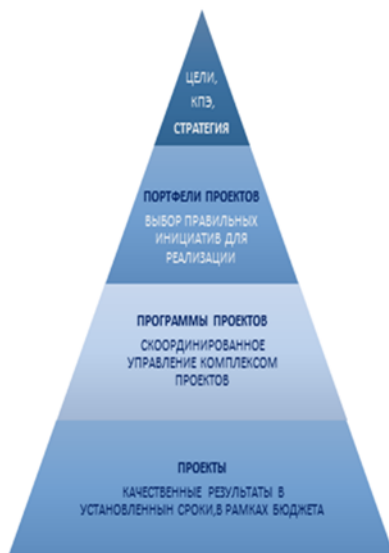 ЦЕЛИ,
КПЭ,
СТРАТЕГИЯ
ПОРТФЕЛИ ПРОЕКТОВ
ВЫБОР ПРАВИЛЬНЫХ
ИНИЦИАТИВ ДЛЯ
РЕАЛИЗАЦИИ
ПРОГРАММЫ ПРОЕКТОВ
СКООРДИНИРОВАННОЕ
УПРАВЛЕНИЕ КОМПЛЕКСОМ
ПРОЕКТОВ
ПРОЕКТЫ
КАЧЕСТВЕННЫЕ РЕЗУЛЬТАТЫ В
УСТАНОВЛЕННЫН СРОКИ,В РАМКАХ БЮДЖЕТА